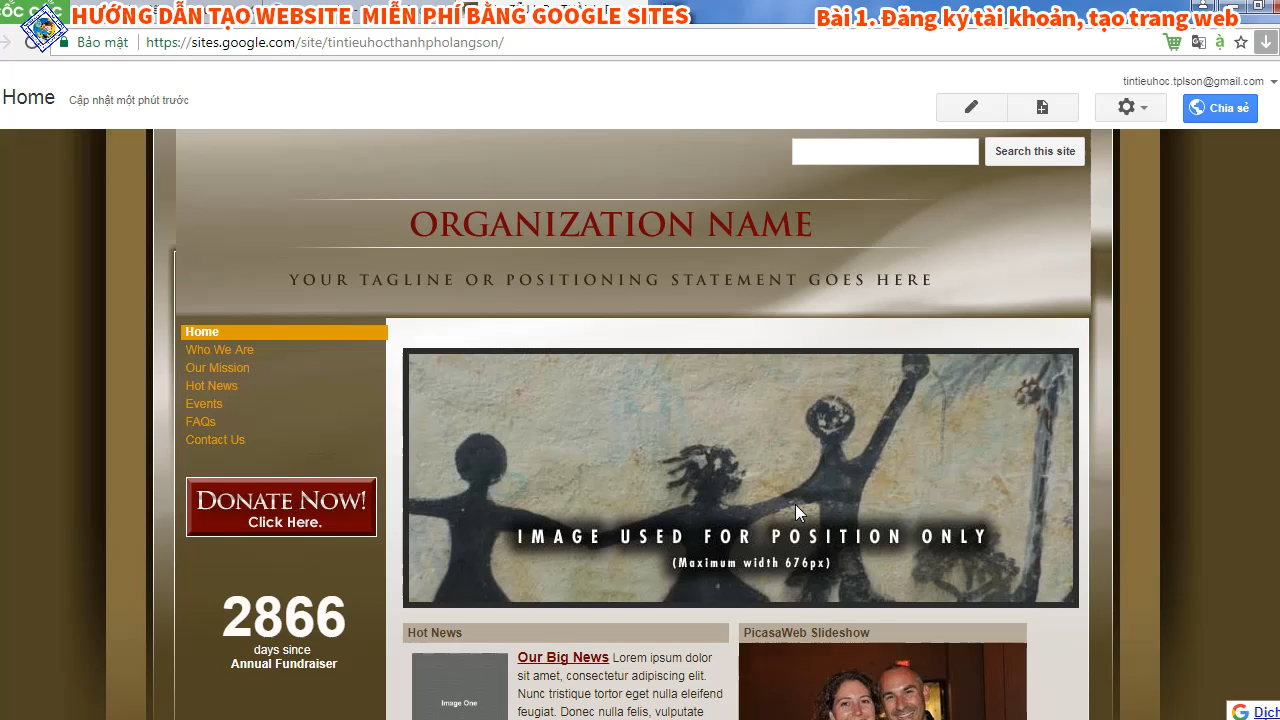 CỐC CỐC
HƯỚNG DẪN TẠO WEBSITE MIỄN PHÍ BẰNG GOOGLE SITES
Bài 1. Đăng ký tài khoản, tạo trang web
Bảo mật
https://sites.google.com/site/tintieuhocthanhpholangson/
tintieuhoc.tplson@gmail.com
Home
Cập nhật một phút trước
Chia sẻ
Search this site
ORGANIZATION NAME
YOUR TAGLINE OR POSITIONING STATEMENT GOES HERE
Home
Who We Are
Our Mission
Hot News
Events
FAQs
Contact Us
DONATE NOW!
Click Here.
2866
days since
Annual Fundraiser
IMAGE USED FOR POSITION ONLY
(Maximum width 676px)
Hot News
Image One
Our Big News Lorem ipsum dolor
sit amet, consectetur adipiscing elit.
Nunc tristique tortor eget nulla eleifend
feugiat. Donec nulla felis, vulputate
PicasaWeb Slideshow
Dịch